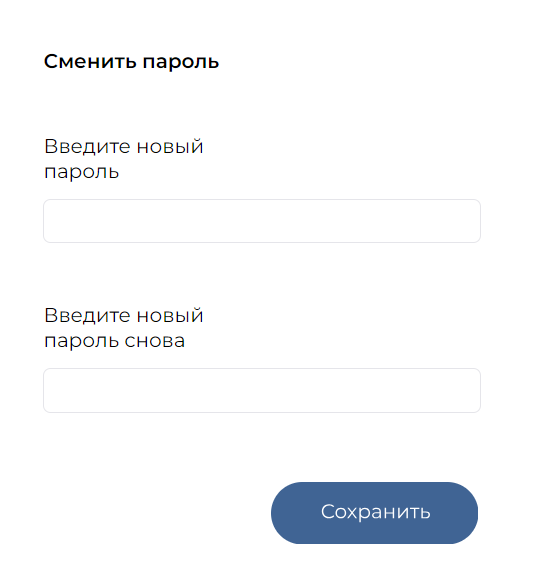 Сменить пароль
Введите новый
пароль
Введите новый
пароль снова
Сохранить